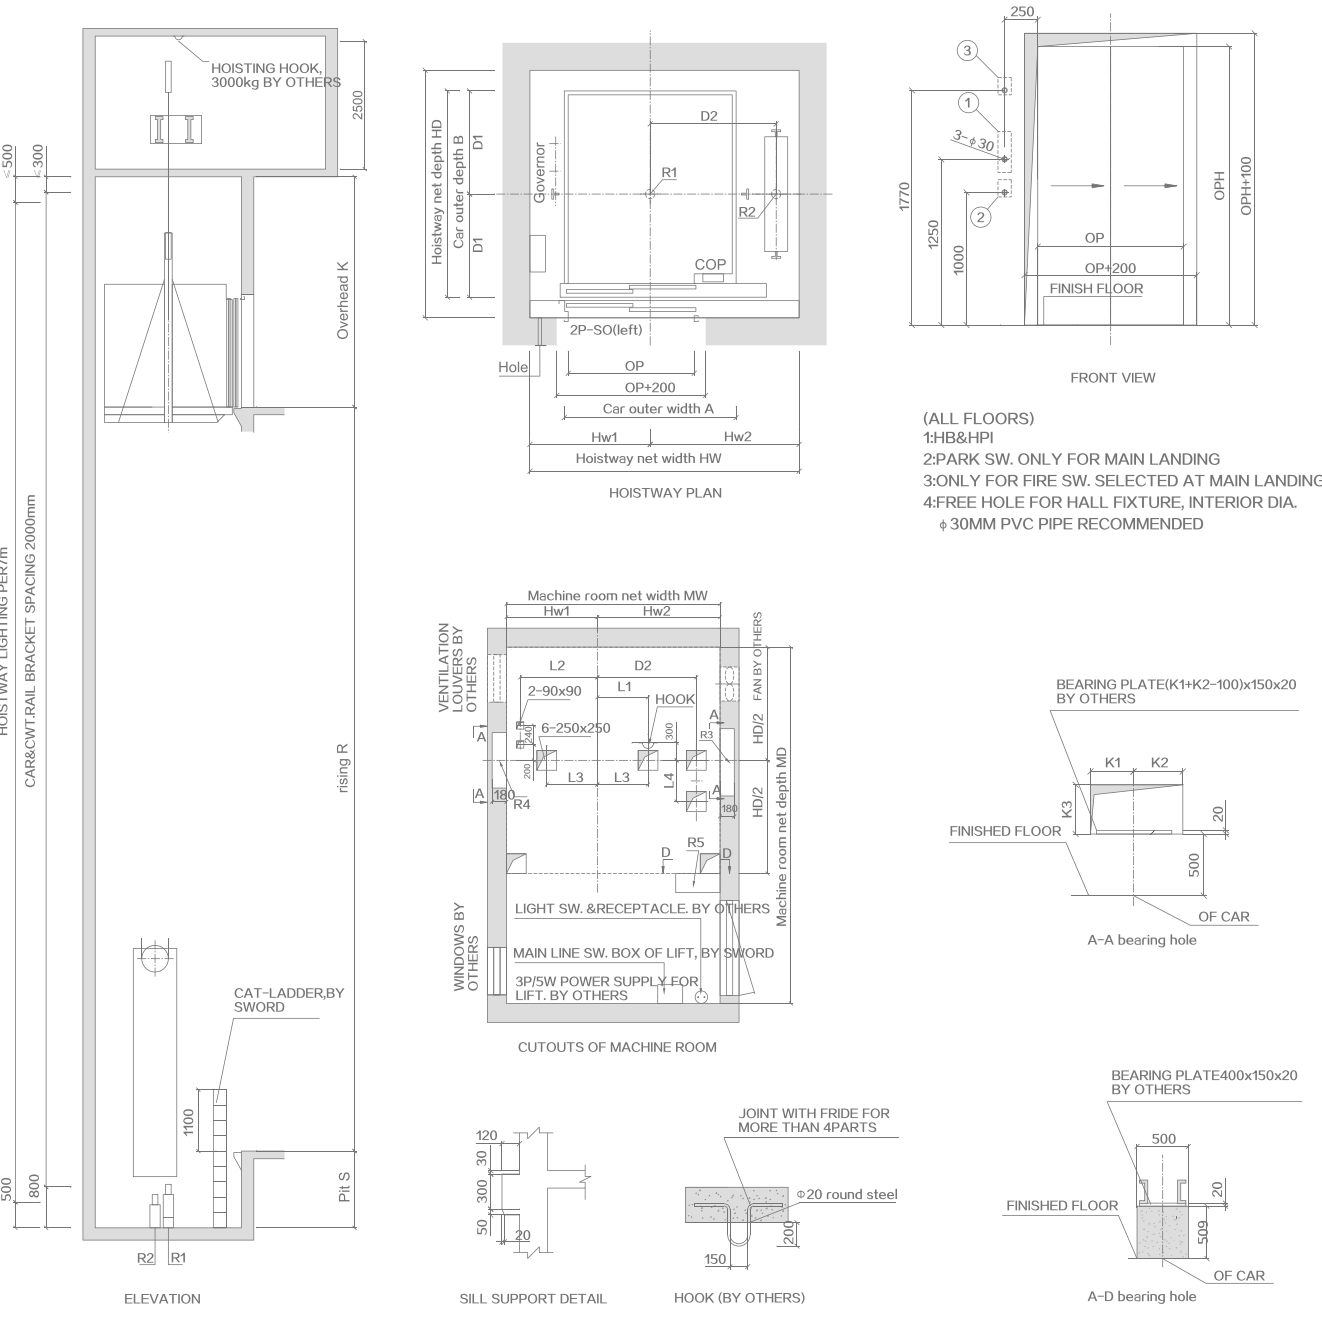 HOISTING HOOK,
3000kg BY OTHERS
2500
≤500
≤300
Overhead K
HOISTWAY LIGHTING PER7m
CAR&CWT.RAIL BRACKET SPACING 2000mm
rising R
CAT-LADDER,BY
SWORD
1100
500
800
Pit S
R2
R1
ELEVATION
Hoistway net depth HD
Car outer depth B
D1
D1
Governor
D2
R1
R2
COP
2P-SO(left)
Hole
OP
OP+200
Car outer width A
Hw1
Hw2
Hoistway net width HW
HOISTWAY PLAN
250
3
1
3-ϕ30
2
1770
1250
1000
OPH
OPH+100
OP
OP+200
FINISH FLOOR
FRONT VIEW
(ALL FLOORS)
1:HB&HPI
2:PARK SW. ONLY FOR MAIN LANDING
3:ONLY FOR FIRE SW. SELECTED AT MAIN LANDING
4:FREE HOLE FOR HALL FIXTURE, INTERIOR DIA.
ϕ30MM PVC PIPE RECOMMENDED
Machine room net width MW
Hw1
Hw2
VENTILATION
LOUVERS BY
OTHERS
FAN BY OTHERS
L2
D2
L1
2-90x90
HOOK
6-250x250
240
300
A
A
R3
HD/2
200
L3
L3
L4
HD/2
A
180
R4
A
180
Machine room net depth MD
R5
D
D
LIGHT SW. &RECEPTACLE. BY OTHERS
WINDOWS BY
OTHERS
MAIN LINE SW. BOX OF LIFT, BY SWORD
3P/5W POWER SUPPLY FOR
LIFT. BY OTHERS
CUTOUTS OF MACHINE ROOM
BEARING PLATE(K1+K2-100)x150x20
BY OTHERS
K1
K2
K3
20
FINISHED FLOOR
500
OF CAR
A-A bearing hole
120
30
300
50
20
SILL SUPPORT DETAIL
JOINT WITH FRIDE FOR
MORE THAN 4PARTS
Φ20 round steel
200
150
HOOK (BY OTHERS)
BEARING PLATE400x150x20
BY OTHERS
500
20
FINISHED FLOOR
509
OF CAR
A-D bearing hole